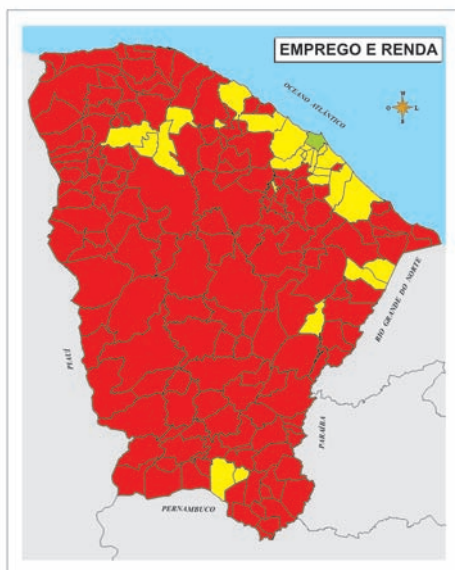 EMPREGO E RENDA
OCEANO ATLÂNTICO
N
O L
S
RIO GRANDE DO NORTE
PIAUÍ
PARAÍBA
PERNAMBUCO